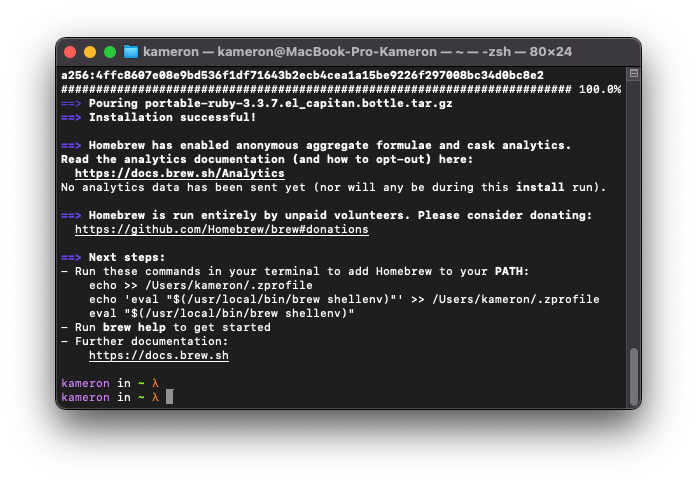 kameron — kameron@MacBook-Pro-Kameron — ~ — -zsh — 80×24
a256:4ffc8607e08e9bd536f1df71643b2ecb4cea1a15be9226f297008bc34d0bc8e2
######################################################################## 100.0%
==> Pouring portable-ruby-3.3.7.el_capitan.bottle.tar.gz
==> Installation successful!
==> Homebrew has enabled anonymous aggregate formulae and cask analytics.
Read the analytics documentation (and how to opt-out) here:
https://docs.brew.sh/Analytics
No analytics data has been sent yet (nor will any be during this install run).
==> Homebrew is run entirely by unpaid volunteers. Please consider donating:
https://github.com/Homebrew/brew#donations
==> Next steps:
- Run these commands in your terminal to add Homebrew to your PATH:
echo >> /Users/kameron/.zprofile
echo 'eval "$(/usr/local/bin/brew shellenv)"' >> /Users/kameron/.zprofile
eval "$(/usr/local/bin/brew shellenv)"
- Run brew help to get started
- Further documentation:
https://docs.brew.sh
kameron in ~ λ
kameron in ~ λ